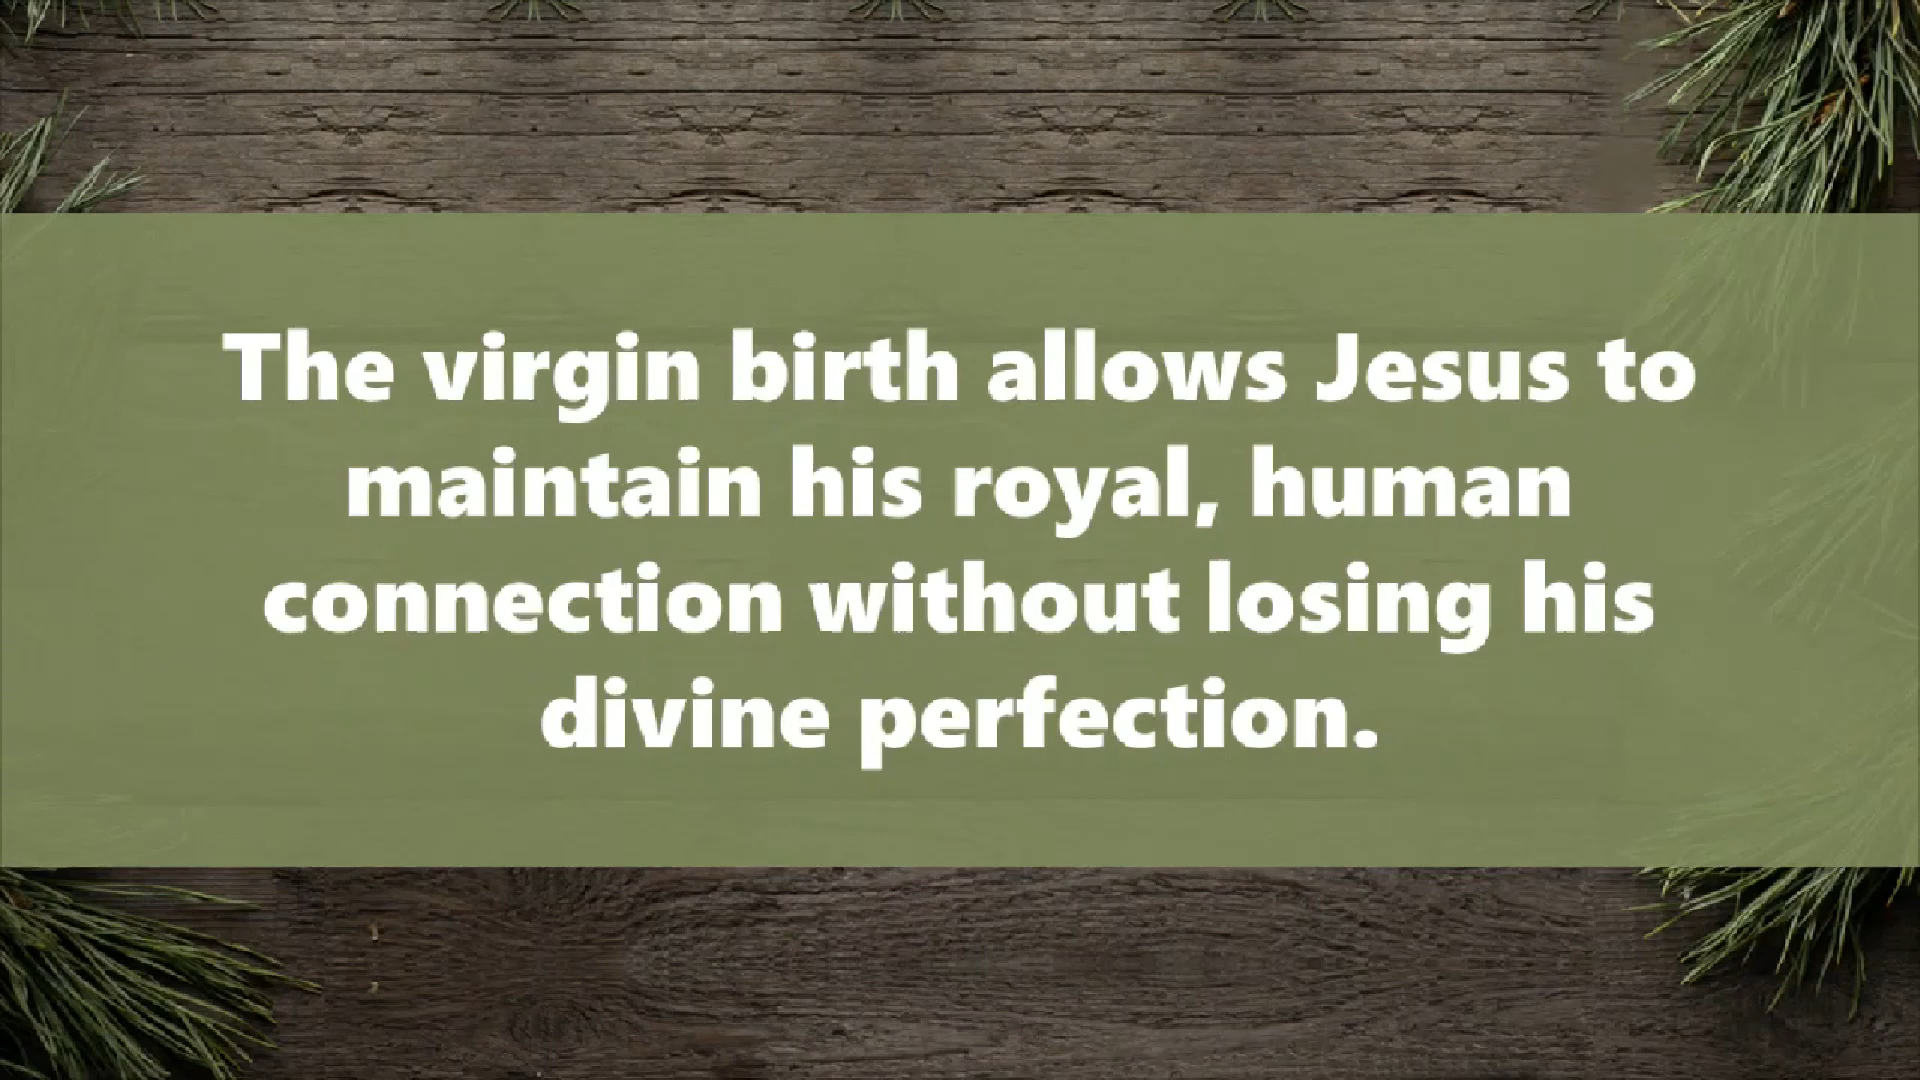 The virgin birth allows Jesus to
maintain his royal, human
connection without losing his
divine perfection.